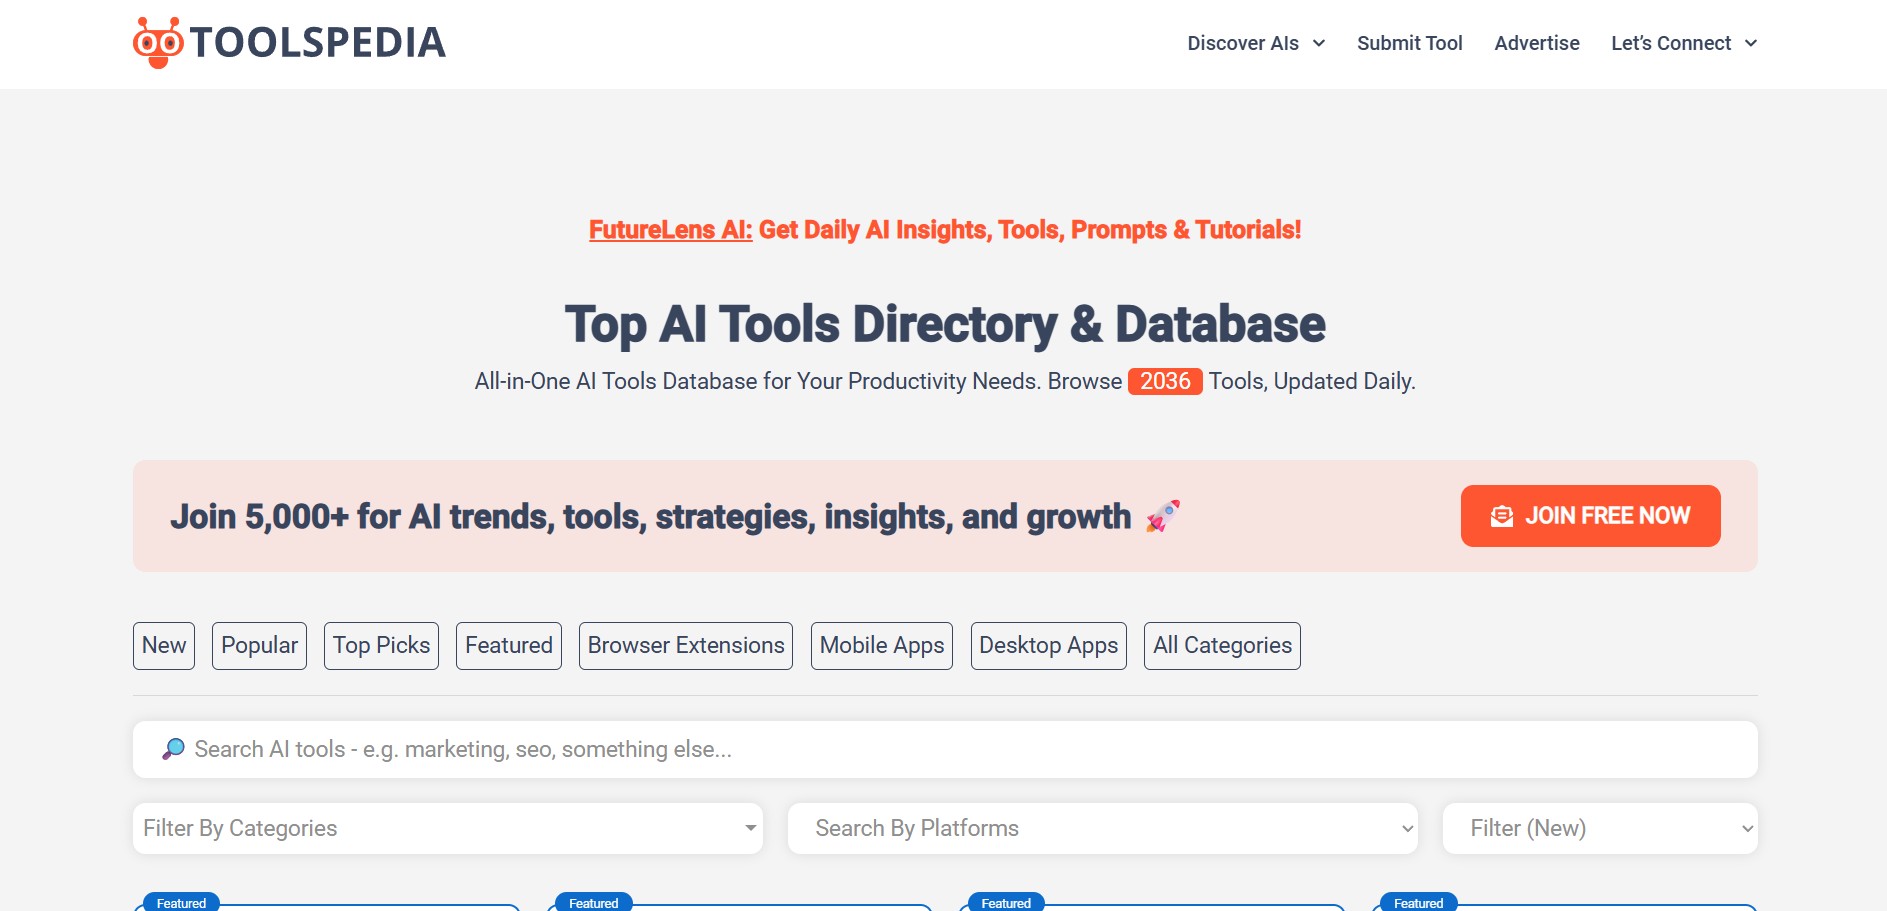 TOOLSPEDIA
Discover AIs
Submit Tool
Advertise
Let’s Connect
FutureLens AI: Get Daily AI Insights, Tools, Prompts & Tutorials!
Top AI Tools Directory & Database
All-in-One AI Tools Database for Your Productivity Needs. Browse 2036 Tools, Updated Daily.
Join 5,000+ for AI trends, tools, strategies, insights, and growth 🚀
JOIN FREE NOW
New
Popular
Top Picks
Featured
Browser Extensions
Mobile Apps
Desktop Apps
All Categories
🔎 Search AI tools - e.g. marketing, seo, something else...
Filter By Categories
Search By Platforms
Filter (New)
Featured
Featured
Featured
Featured